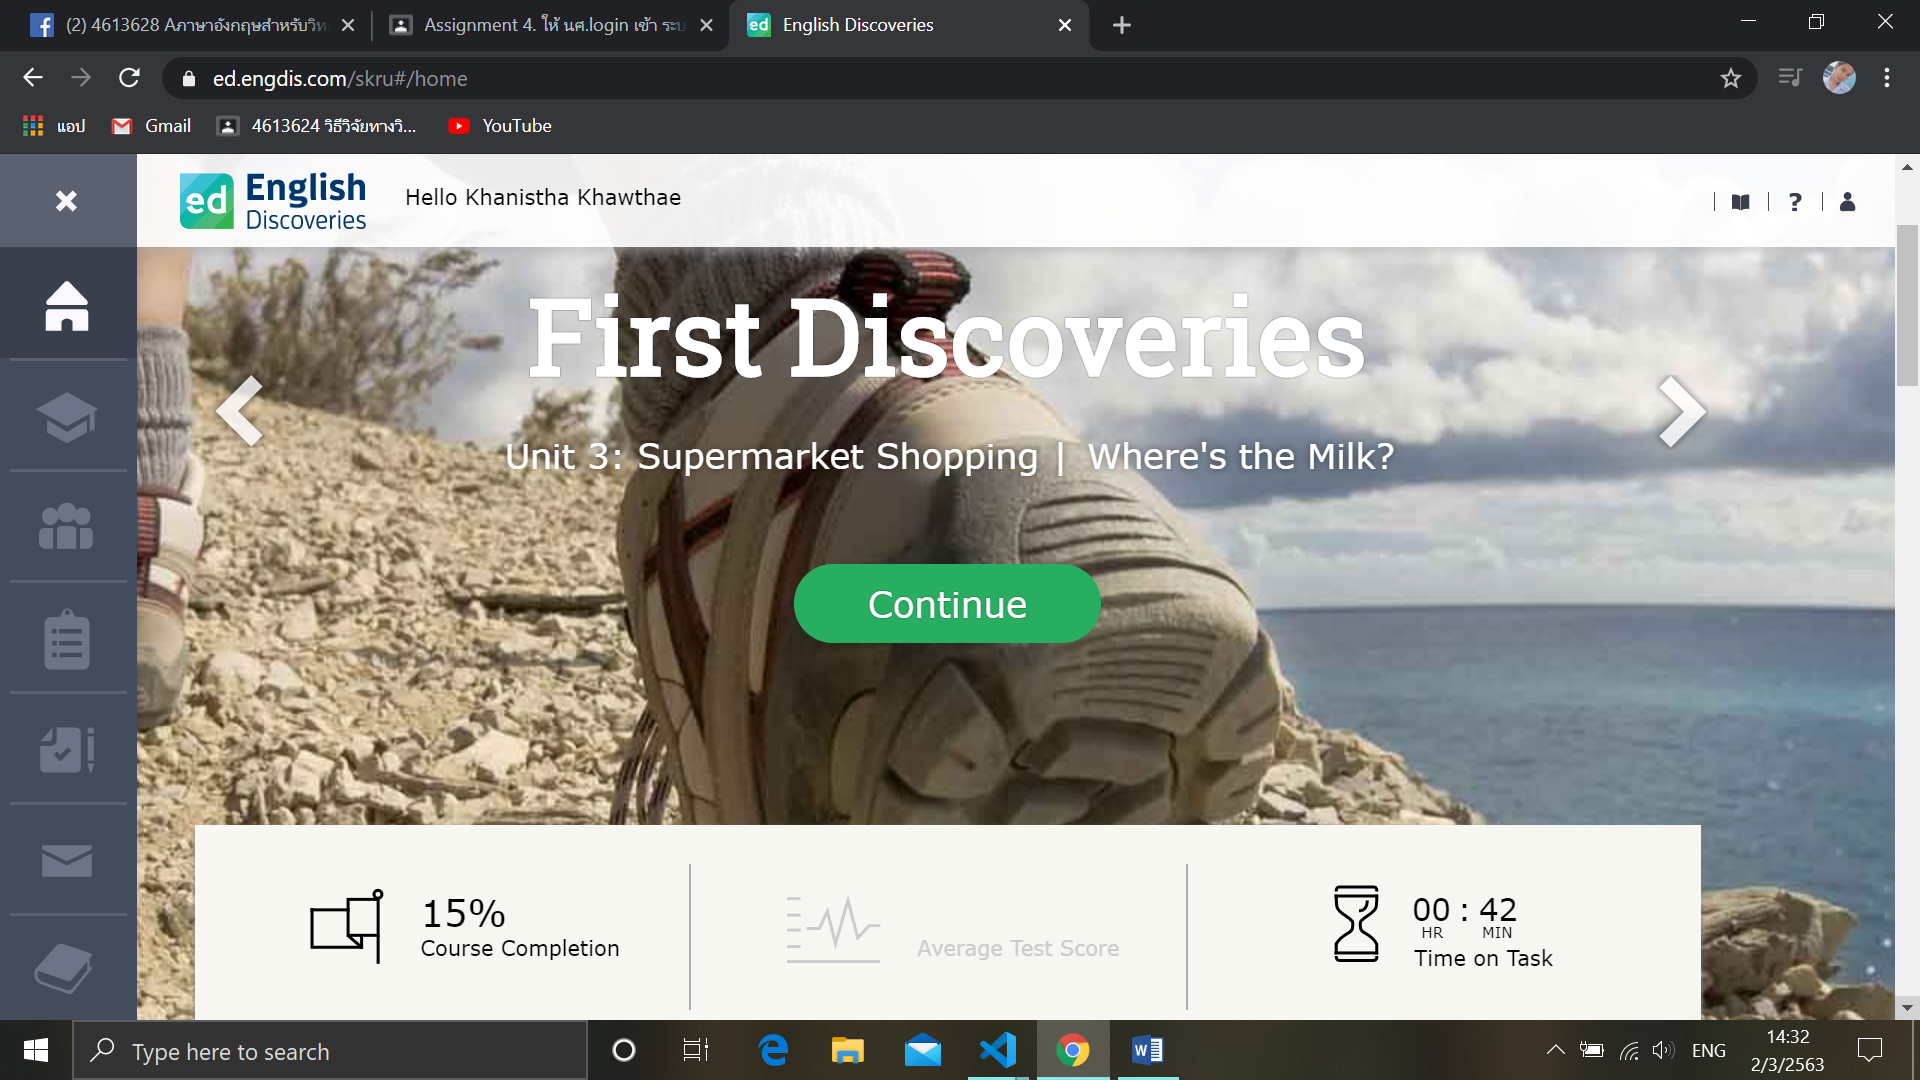 (2) 4613628 Aภาษาอังกฤษสำหรับวิท
Assignment 4. ให้ นศ.login เข้า ระบ
English Discoveries
ed.engdis.com/skru#/home
แอป
Gmail
4613624 วิธีวิจัยทางวิ...
YouTube
ed English Discoveries
Hello Khanistha Khawthae
First Discoveries
Unit 3: Supermarket Shopping | Where's the Milk?
Continue
15%
Course Completion
Average Test Score
00 : 42
HR MIN
Time on Task
Type here to search
ENG
14:32
2/3/2563